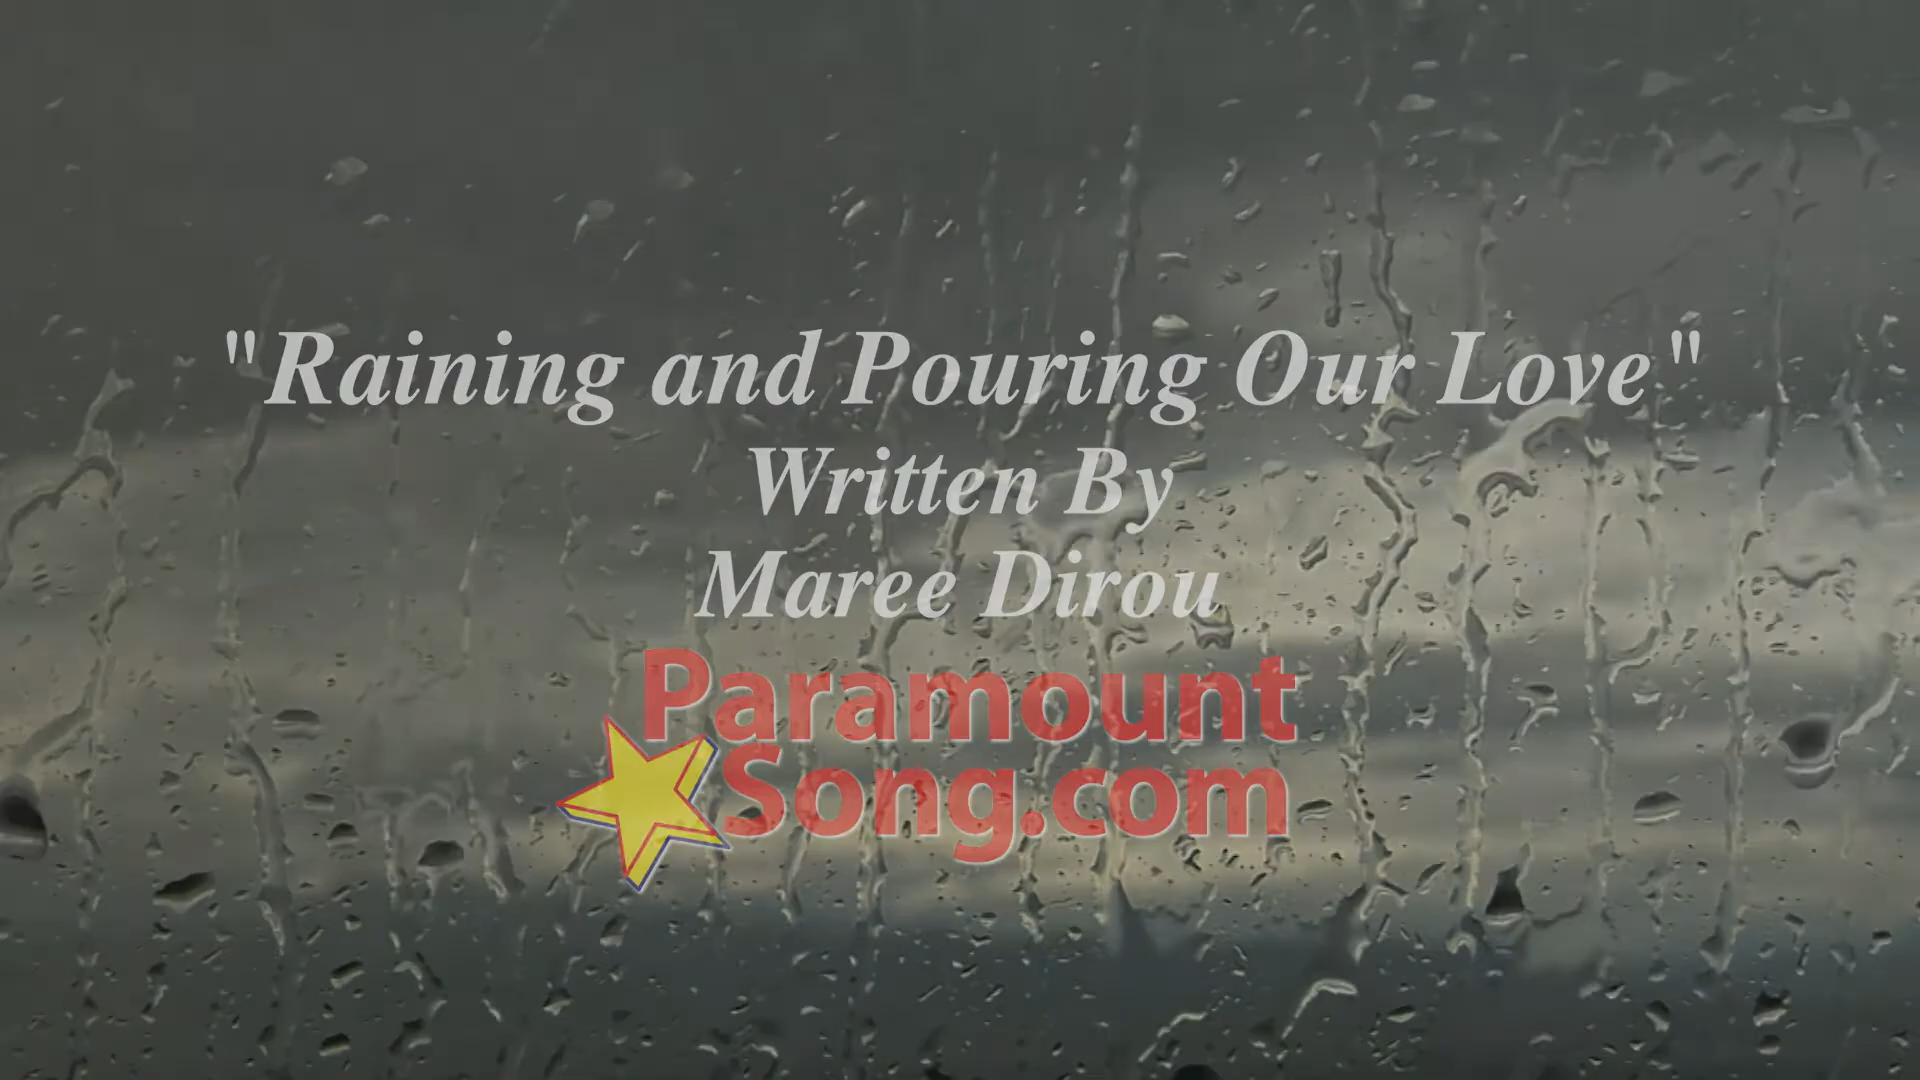 "Raining and Pouring Our Love"
Written By
Maree Dirou
Paramount
Song.com